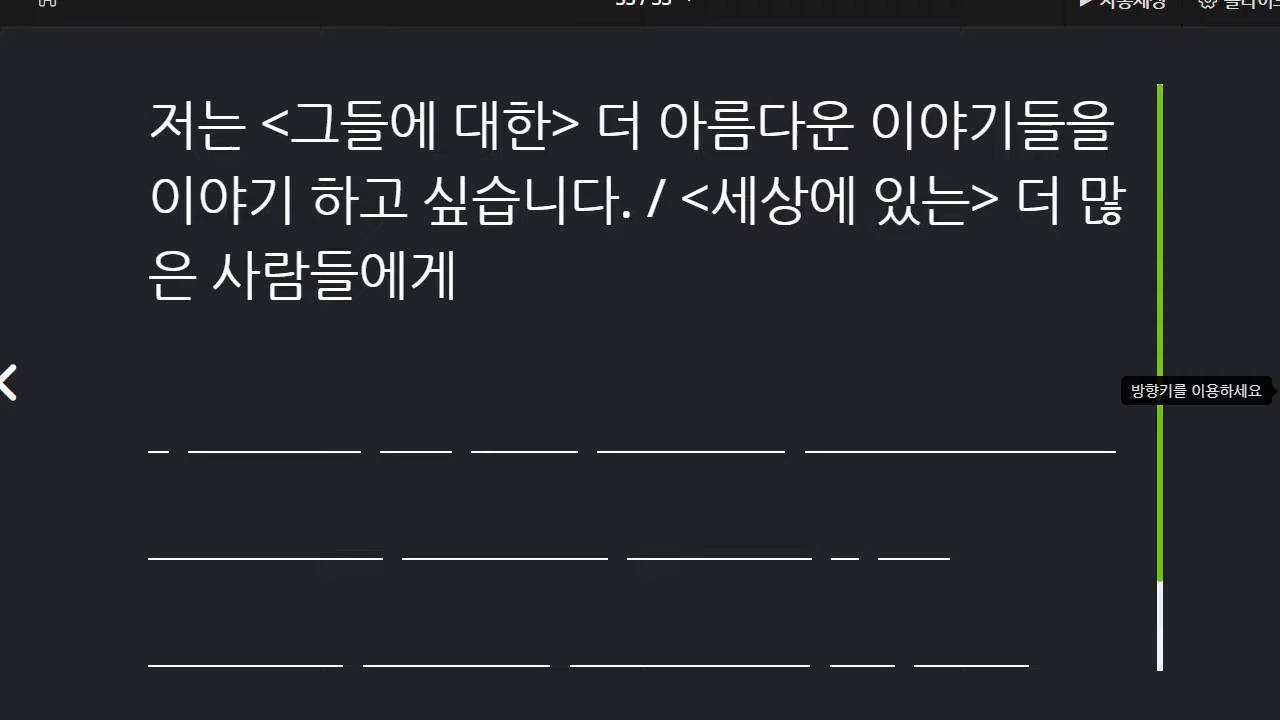 저는 <그들에 대한> 더 아름다운 이야기들을
이야기 하고 싶습니다. / <세상에 있는> 더 많
은 사람들에게
방향키를 이용하세요